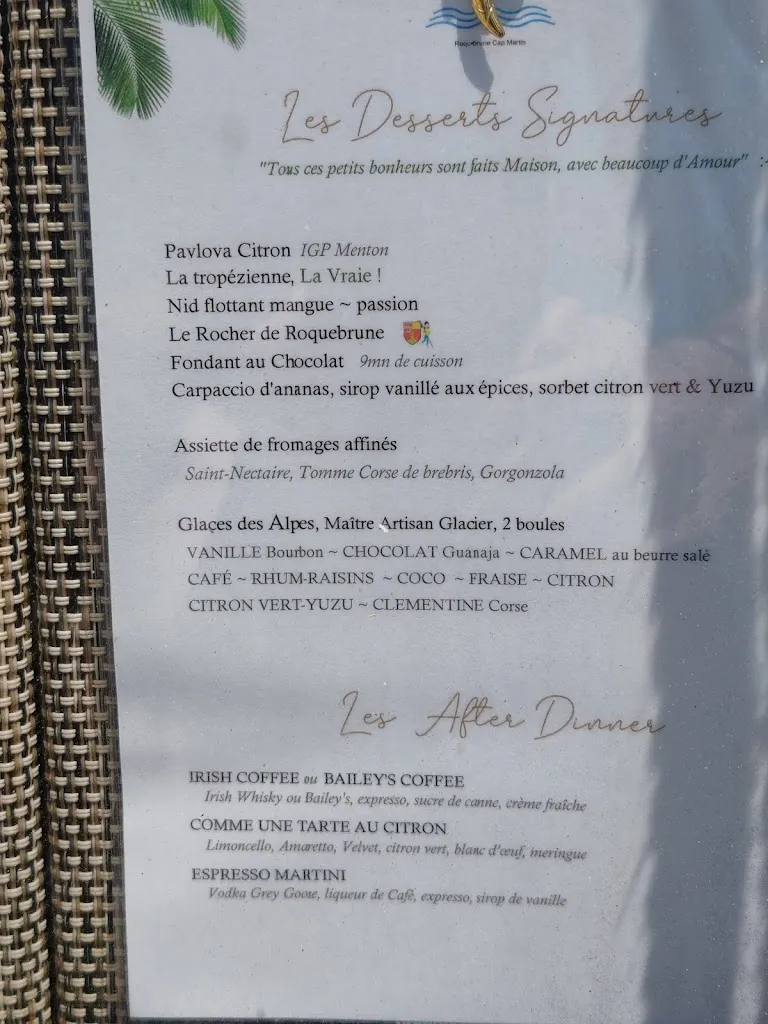 Roquebrune Cap Martin
Les Desserts Signatures
"Tous ces petits bonheurs sont faits Maison, avec beaucoup d'Amour" :-
Pavlova Citron IGP Menton
La tropézienne, La Vraie !
Nid flottant mangue ~ passion
Le Rocher de Roquebrune
Fondant au Chocolat 9mn de cuisson
Carpaccio d'ananas, sirop vanillé aux épices, sorbet citron vert & Yuzu
Assiette de fromages affinés
Saint-Nectaire, Tomme Corse de brebris, Gorgonzola
Glaçes des Alpes, Maître Artisan Glacier, 2 boules
VANILLE Bourbon ~ CHOCOLAT Guanaja ~ CARAMEL au beurre salé
CAFÉ ~ RHUM-RAISINS ~ COCO ~ FRAISE ~ CITRON
CITRON VERT-YUZU ~ CLEMENTINE Corse
Les After Dinner
IRISH COFFEE ou BAILEY'S COFFEE
Irish Whisky ou Bailey's, expresso, sucre de canne, crème fraîche
COMME UNE TARTE AU CITRON
Limoncello, Amaretto, Velvet, citron vert, blanc d'œuf, meringue
ESPRESSO MARTINI
Vodka Grey Goose, liqueur de Café, expresso, sirop de vanille